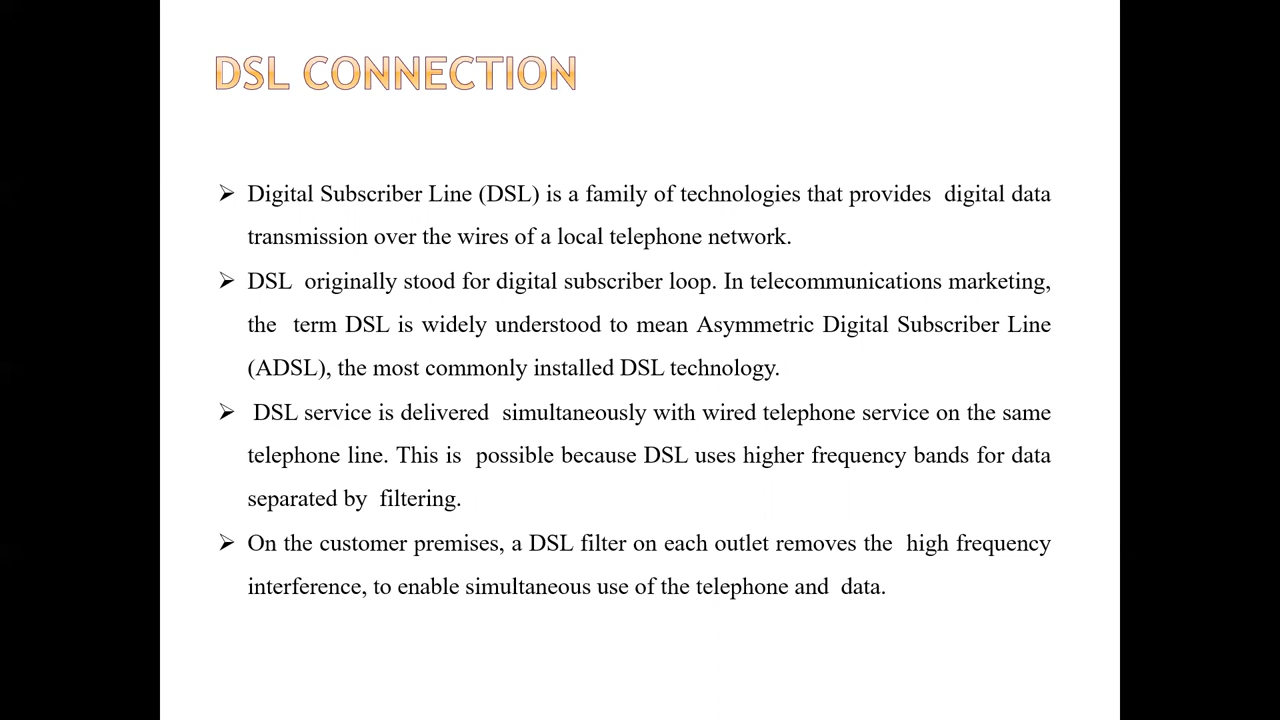 DSL CONNECTION
➢ Digital Subscriber Line (DSL) is a family of technologies that provides  digital data
transmission over the wires of a local telephone network.
➢ DSL  originally stood for digital subscriber loop. In telecommunications marketing,
the  term DSL is widely understood to mean Asymmetric Digital Subscriber Line
(ADSL), the most commonly installed DSL technology.
➢ DSL service is delivered  simultaneously with wired telephone service on the same
telephone line. This is  possible because DSL uses higher frequency bands for data
separated by  filtering.
➢ On the customer premises, a DSL filter on each outlet removes the  high frequency
interference, to enable simultaneous use of the telephone and  data.